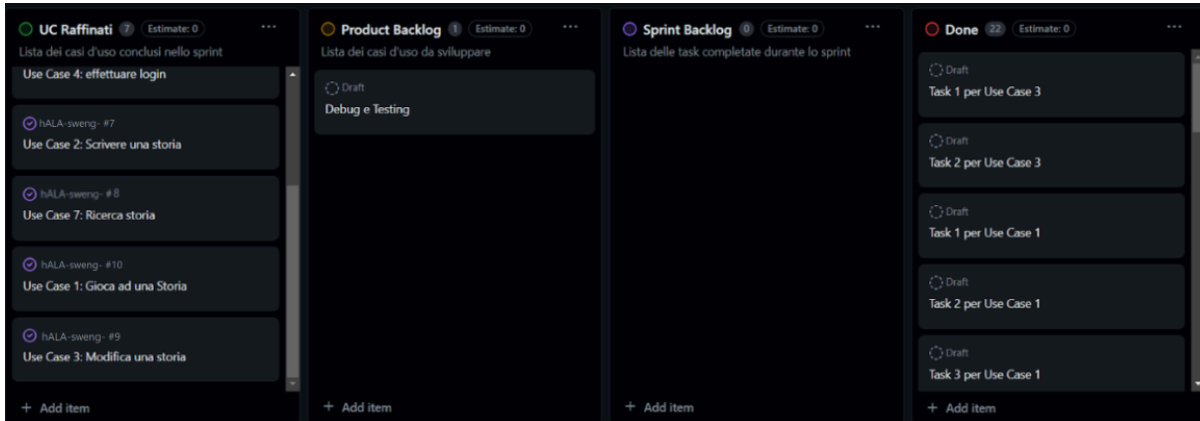 UC Raffinati 7 Estimate: 0 ...
Lista dei casi d'uso conclusi nello sprint
Use Case 4: effettuare login
hALA-sweng- #7
Use Case 2: Scrivere una storia
hALA-sweng- #8
Use Case 7: Ricerca storia
hALA-sweng- #10
Use Case 1: Gioca ad una Storia
hALA-sweng- #9
Use Case 3: Modifica una storia
+ Add item
Product Backlog 1 Estimate: 0 ...
Lista dei casi d'uso da sviluppare
Draft
Debug e Testing
+ Add item
Sprint Backlog 0 Estimate: 0 ...
Lista delle task completate durante lo sprint
+ Add item
Done 22 Estimate: 0 ...
Draft
Task 1 per Use Case 3
Draft
Task 2 per Use Case 3
Draft
Task 1 per Use Case 1
Draft
Task 2 per Use Case 1
Draft
Task 3 per Use Case 1
+ Add item